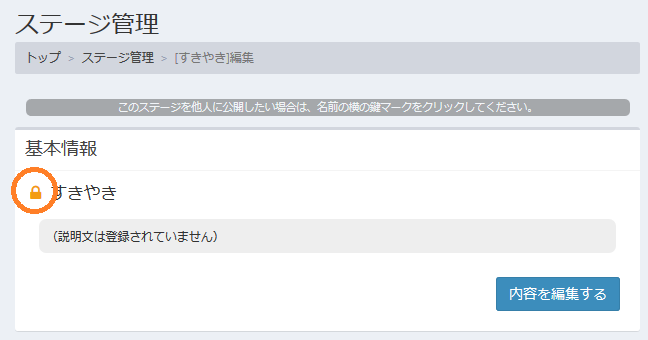 ステージ管理
トップ > ステージ管理 > [すきやき]編集
このステージを他人に公開したい場合は、名前の横の鍵マークをクリックしてください。
基本情報
すきやき
（説明文は登録されていません）
内容を編集する